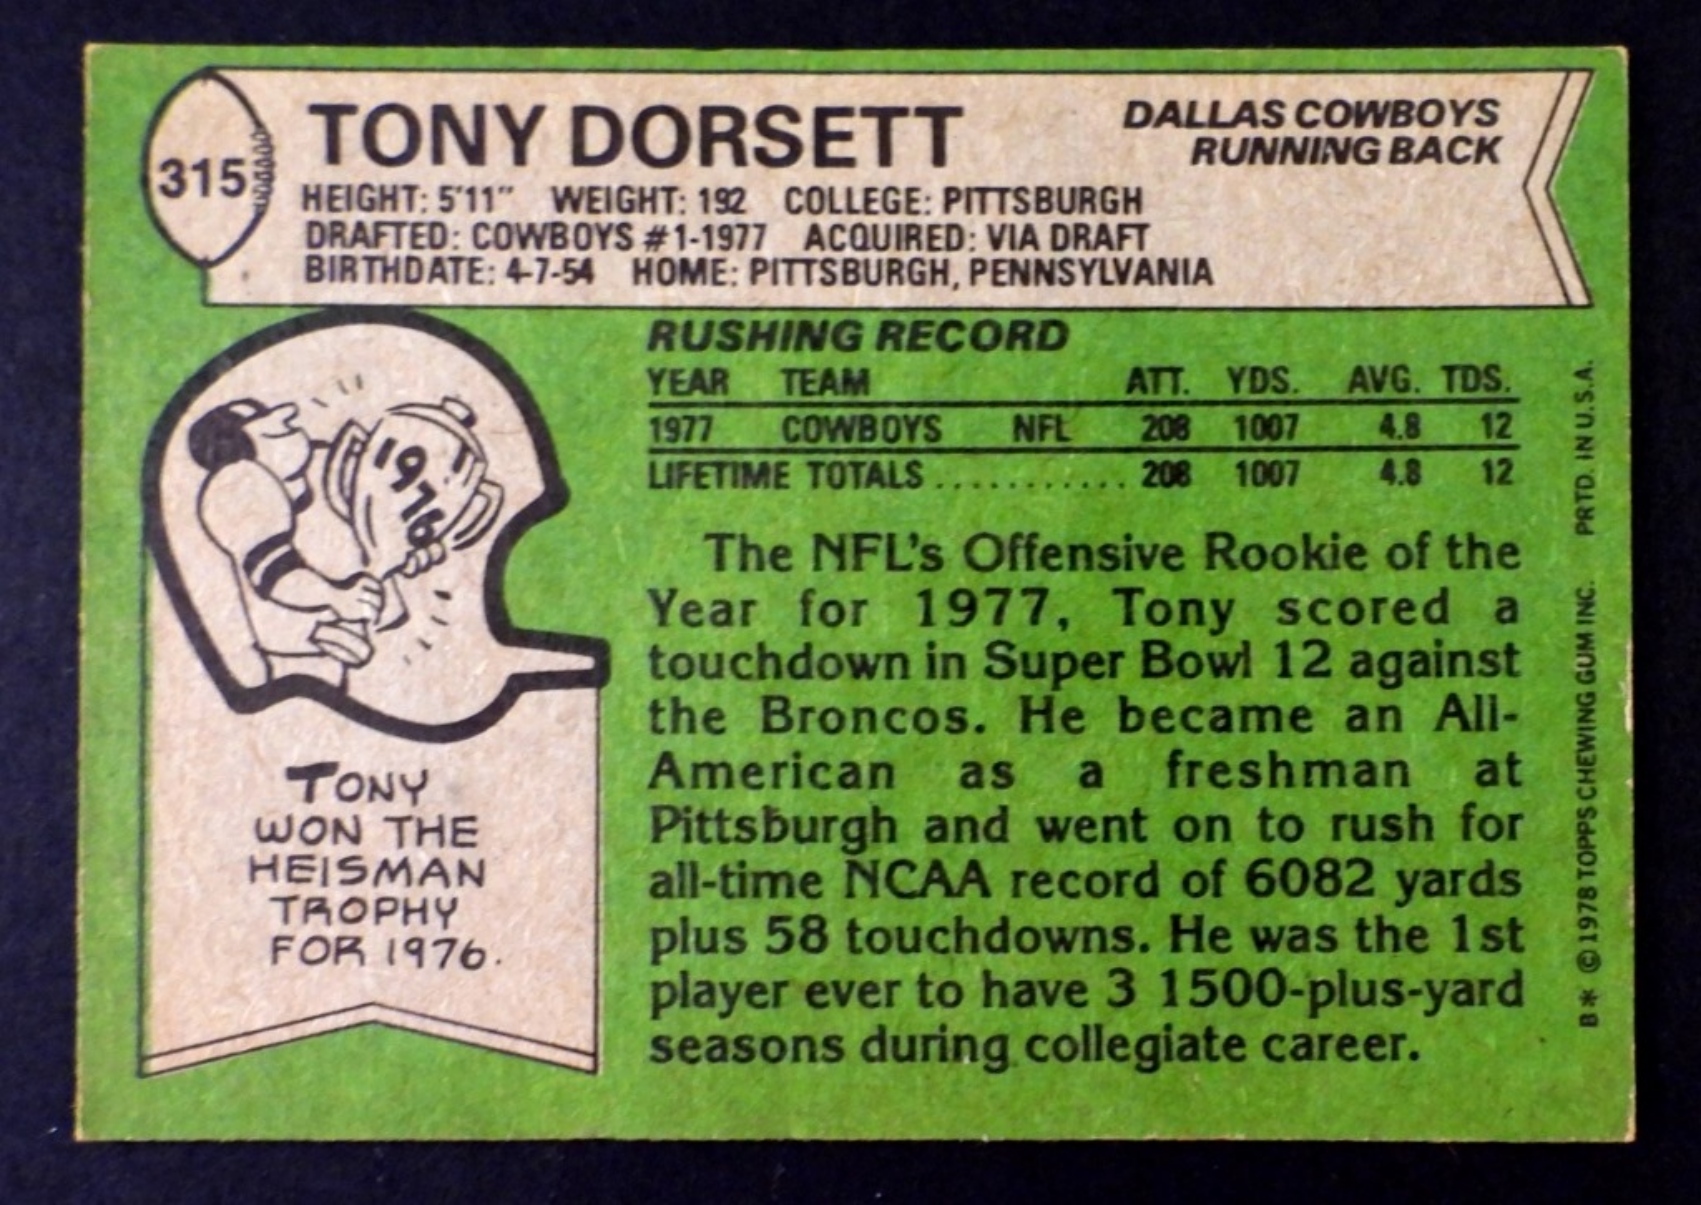 315
TONY DORSETT
DALLAS COWBOYS
RUNNING BACK
HEIGHT: 5'11" WEIGHT: 192 COLLEGE: PITTSBURGH
DRAFTED: COWBOYS #1-1977 ACQUIRED: VIA DRAFT
BIRTHDATE: 4-7-54 HOME: PITTSBURGH, PENNSYLVANIA
RUSHING RECORD
YEAR TEAM ATT. YDS. AVG. TDS.
1977 COWBOYS NFL 208 1007 4.8 12
LIFETIME TOTALS ............ 208 1007 4.8 12
The NFL's Offensive Rookie of the
Year for 1977, Tony scored a
touchdown in Super Bowl 12 against
the Broncos. He became an All-
American as a freshman at
Pittsburgh and went on to rush for
all-time NCAA record of 6082 yards
plus 58 touchdowns. He was the 1st
player ever to have 3 1500-plus-yard
seasons during collegiate career.
1976
TONY
WON THE
HEISMAN
TROPHY
FOR 1976.
B* © 1978 TOPPS CHEWING GUM INC. PRTD. IN U.S.A.